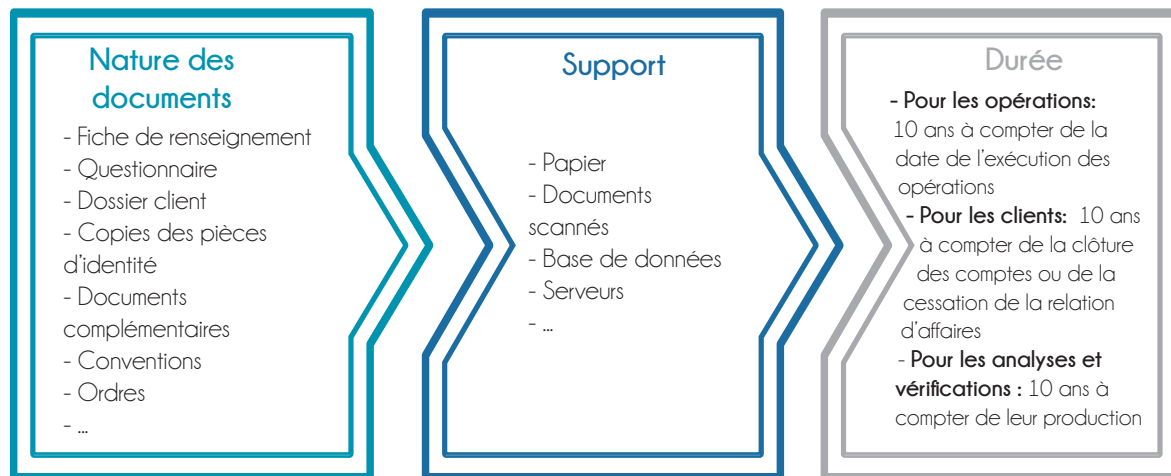 Nature des
documents
- Fiche de renseignement
- Questionnaire
- Dossier client
- Copies des pièces
d'identité
- Documents
complémentaires
- Conventions
- Ordres
- ...
Support
- Papier
- Documents
scannés
- Base de données
- Serveurs
- ...
Durée
- Pour les opérations:
10 ans à compter de la
date de l'exécution des
opérations
- Pour les clients: 10 ans
à compter de la clôture
des comptes ou de la
cessation de la relation
d'affaires
- Pour les analyses et
vérifications : 10 ans à
compter de leur production